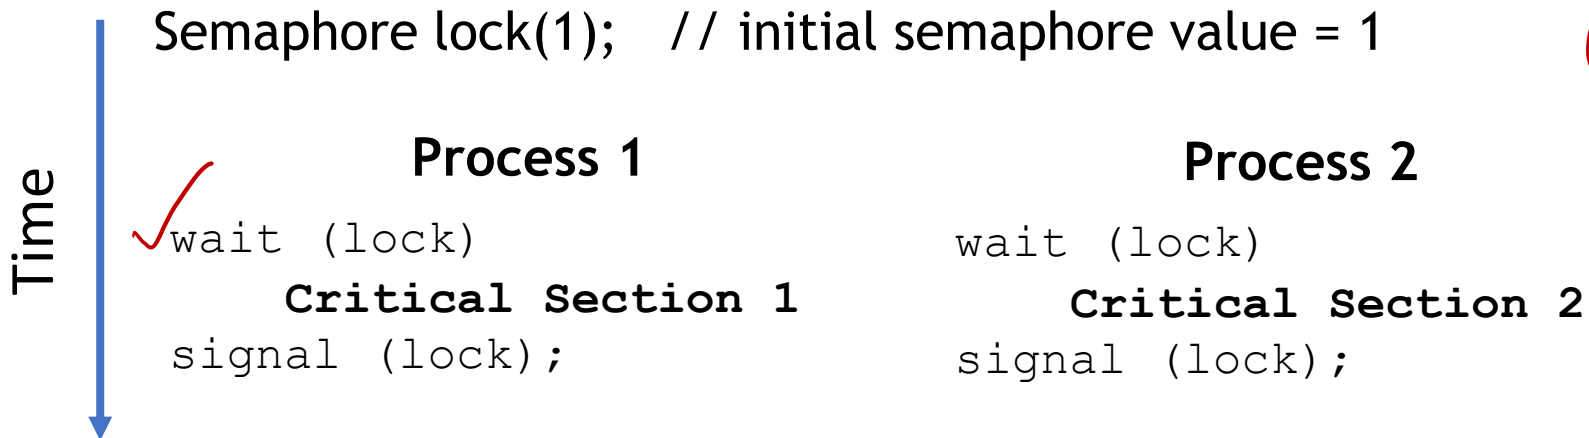 Semaphore lock(1); // initial semaphore value = 1
Time
Process 1
wait (lock)
Critical Section 1
signal (lock);
Process 2
wait (lock)
Critical Section 2
signal (lock);